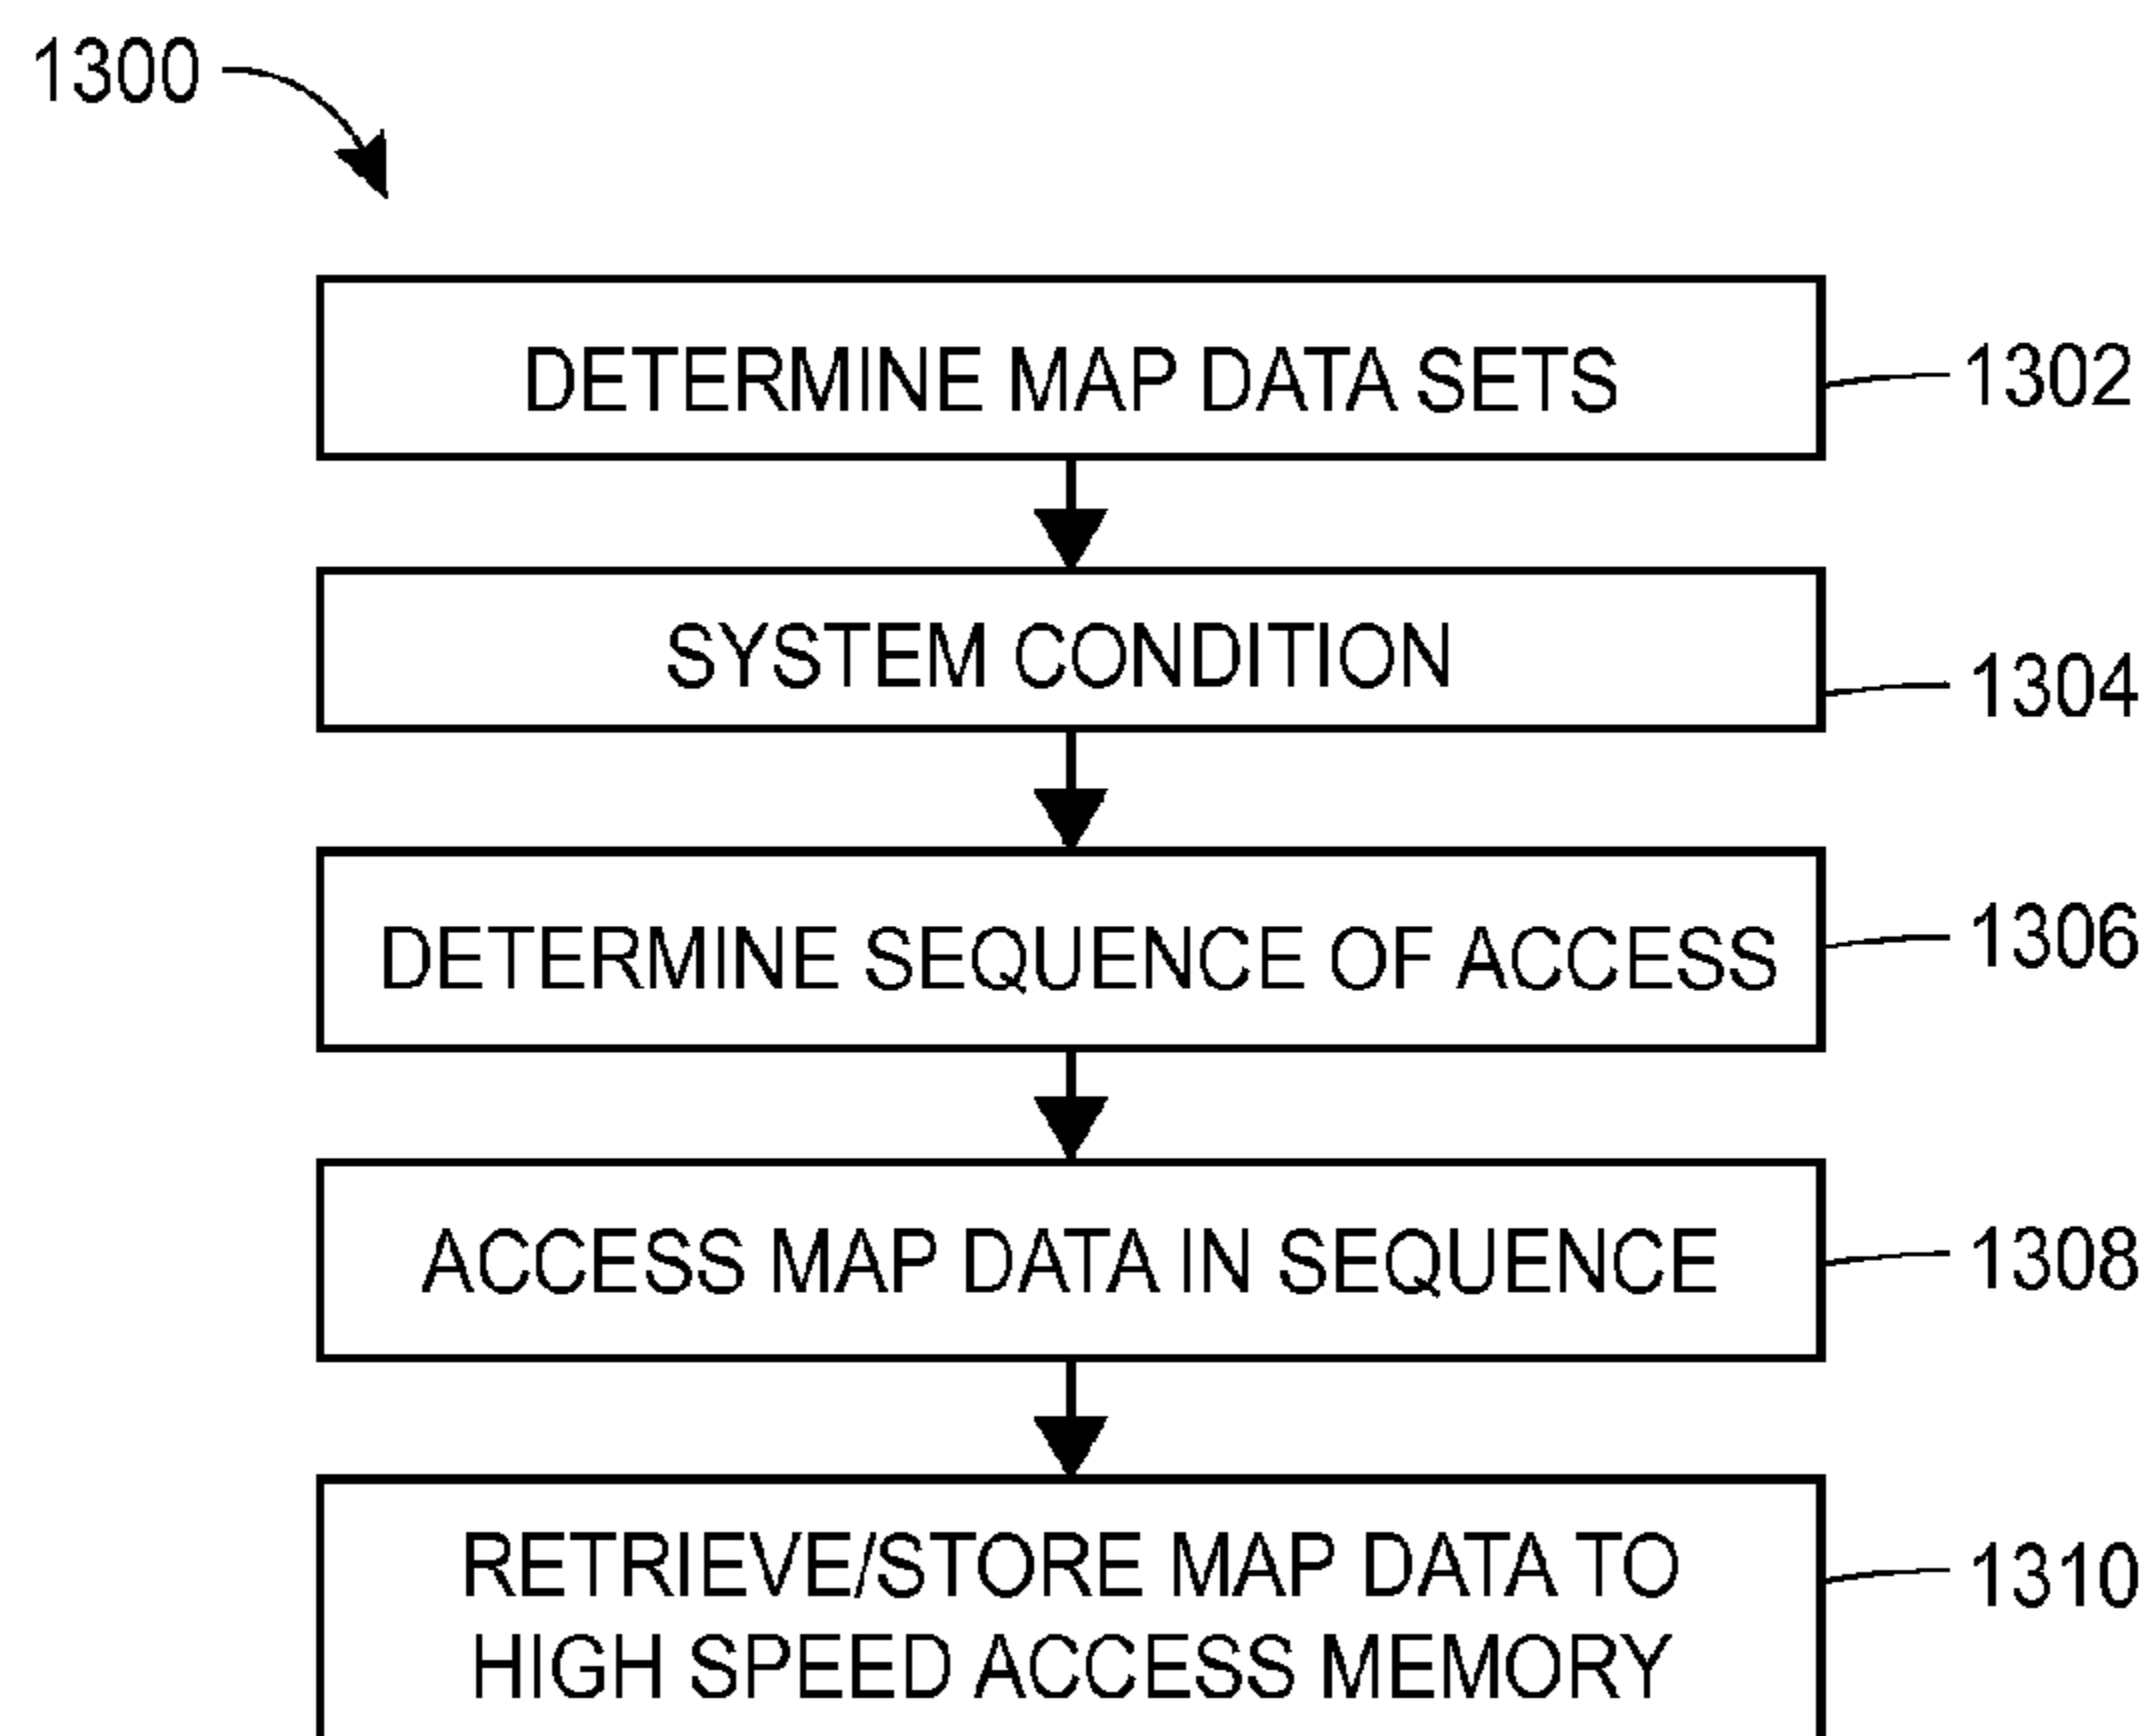 1300
DETERMINE MAP DATA SETS
1302
SYSTEM CONDITION
1304
DETERMINE SEQUENCE OF ACCESS
1306
ACCESS MAP DATA IN SEQUENCE
1308
RETRIEVE/STORE MAP DATA TO
HIGH SPEED ACCESS MEMORY
1310